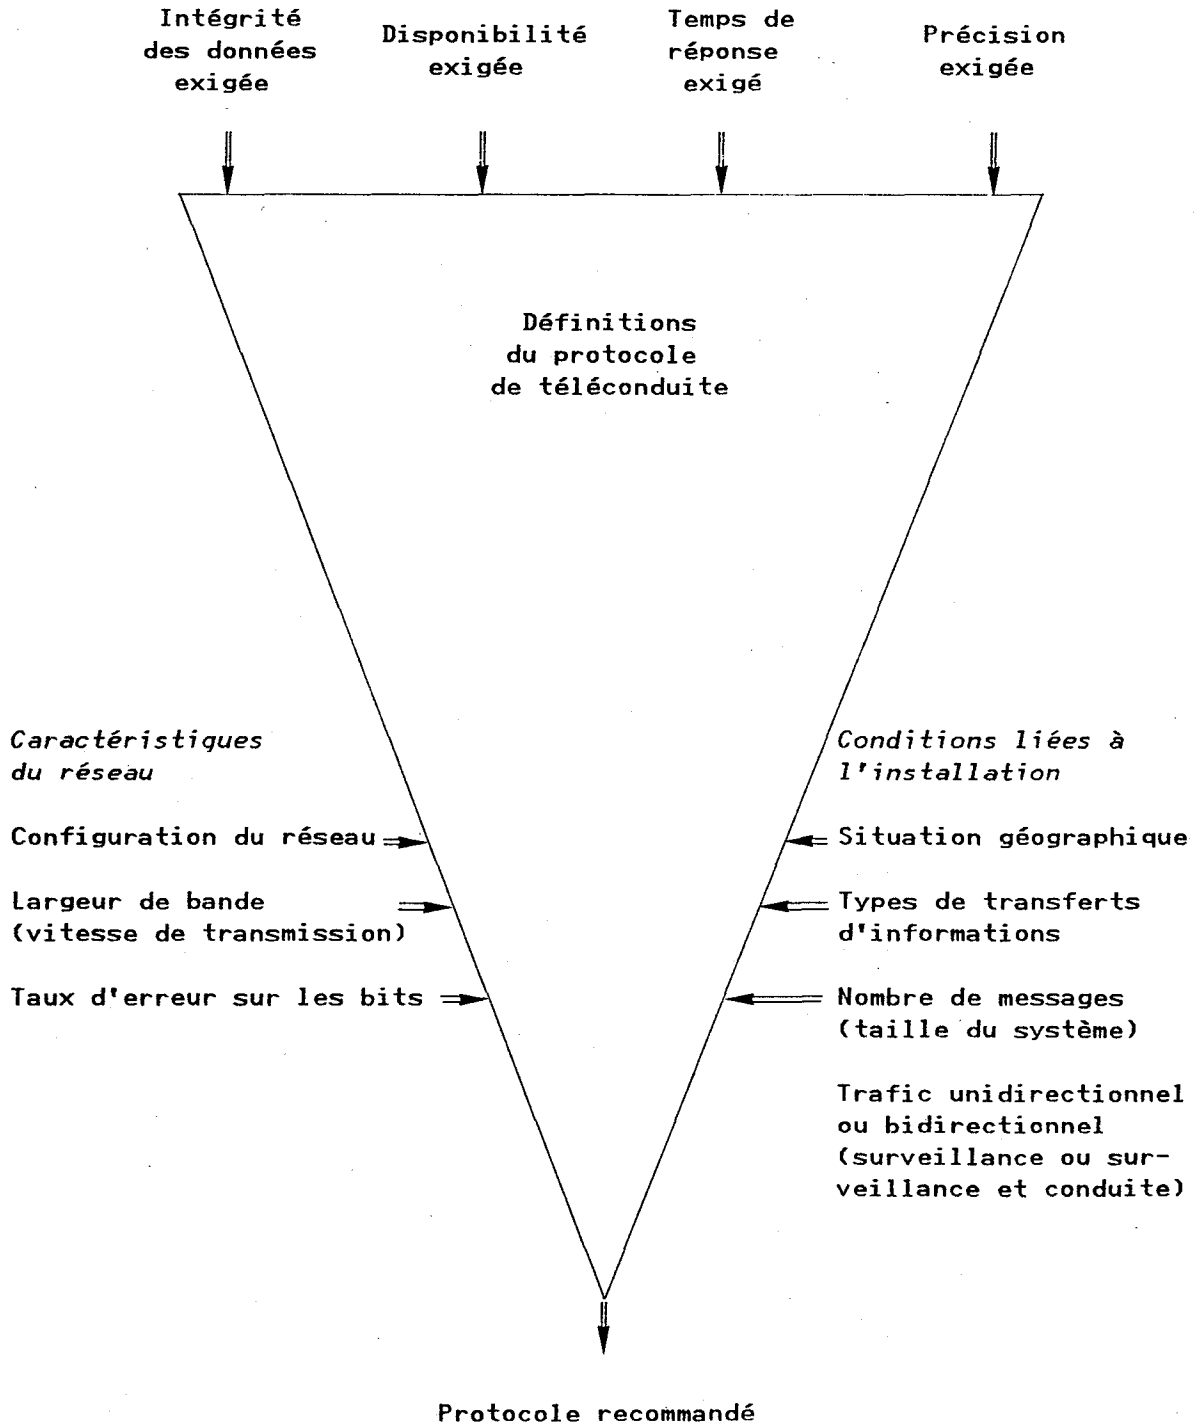 Intégrité
des données
exigée
Disponibilité
exigée
Temps de
réponse
exigé
Précision
exigée
Définitions
du protocole
de téléconduite
Caractéristiques
du réseau
Configuration du réseau
Largeur de bande
(vitesse de transmission)
Taux d'erreur sur les bits
Conditions liées à
l'installation
Situation géographique
Types de transferts
d'informations
Nombre de messages
(taille du système)
Trafic unidirectionnel
ou bidirectionnel
(surveillance ou sur-
veillance et conduite)
Protocole recommandé